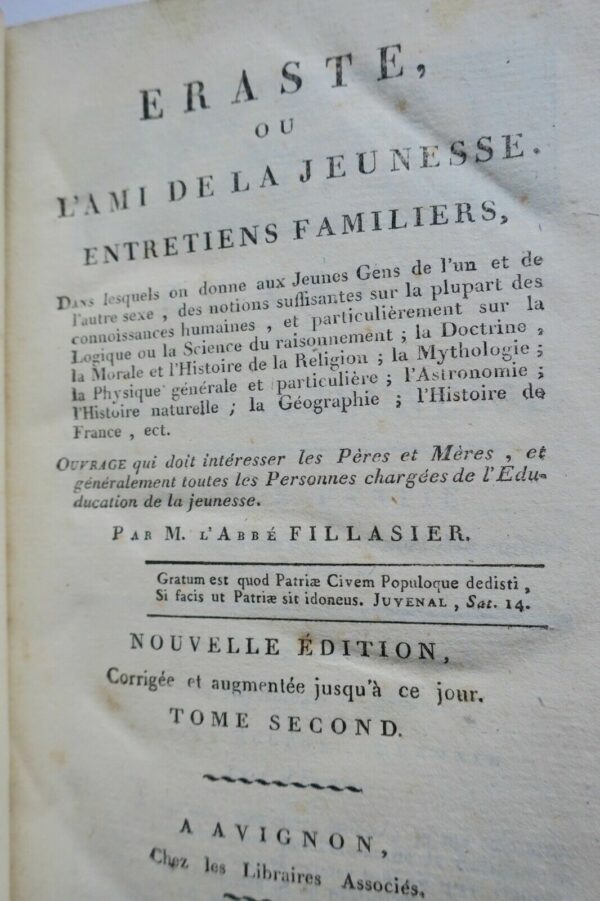 ERASTE,
OU
L'AMI DE LA JEUNESSE.
ENTRETIENS FAMILIERS,
DANS lesquels on donne aux Jeunes Gens de l'un et de
l'autre sexe, des notions suffisantes sur la plupart des
connoissances humaines, et particulièrement sur la
Logique ou la Science du raisonnement; la Doctrine,
la Morale et l'Histoire de la Religion; la Mythologie;
la Physique générale et particulière; l'Astronomie;
l'Histoire naturelle; la Géographie; l'Histoire de
France, ect.
OUVRAGE qui doit intéresser les Pères et Mères, et
généralement toutes les Personnes chargées de l'Edu-
ducation de la jeunesse.
PAR M. L'ABBÉ FILLASIER.
Gratum est quod Patriæ Civem Populoque dedisti,
Si facis ut Patriæ sit idoneus. JUVENAL, Sat. 14.
NOUVELLE ÉDITION,
Corrigée et augmentée jusqu'à ce jour.
TOME SECOND.
A AVIGNON,
Chez les Libraires Associés.